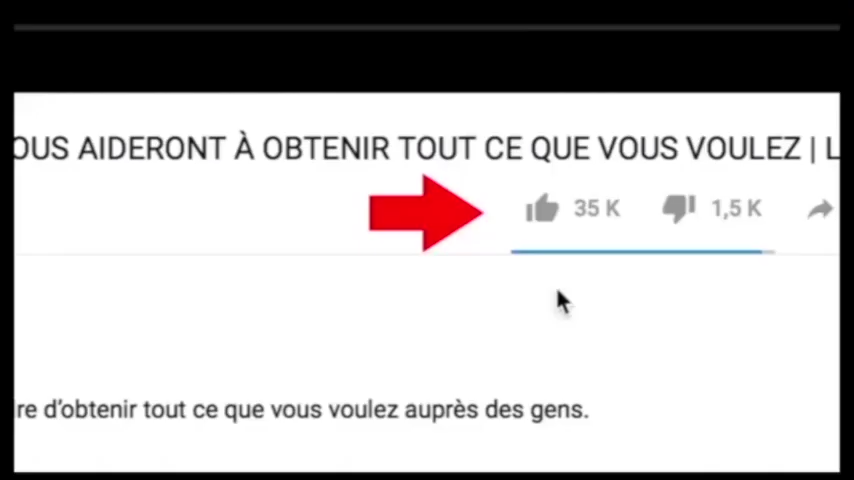 OUS AIDERONT À OBTENIR TOUT CE QUE VOUS VOULEZ | L
35 K 1,5 K
ire d'obtenir tout ce que vous voulez auprès des gens.